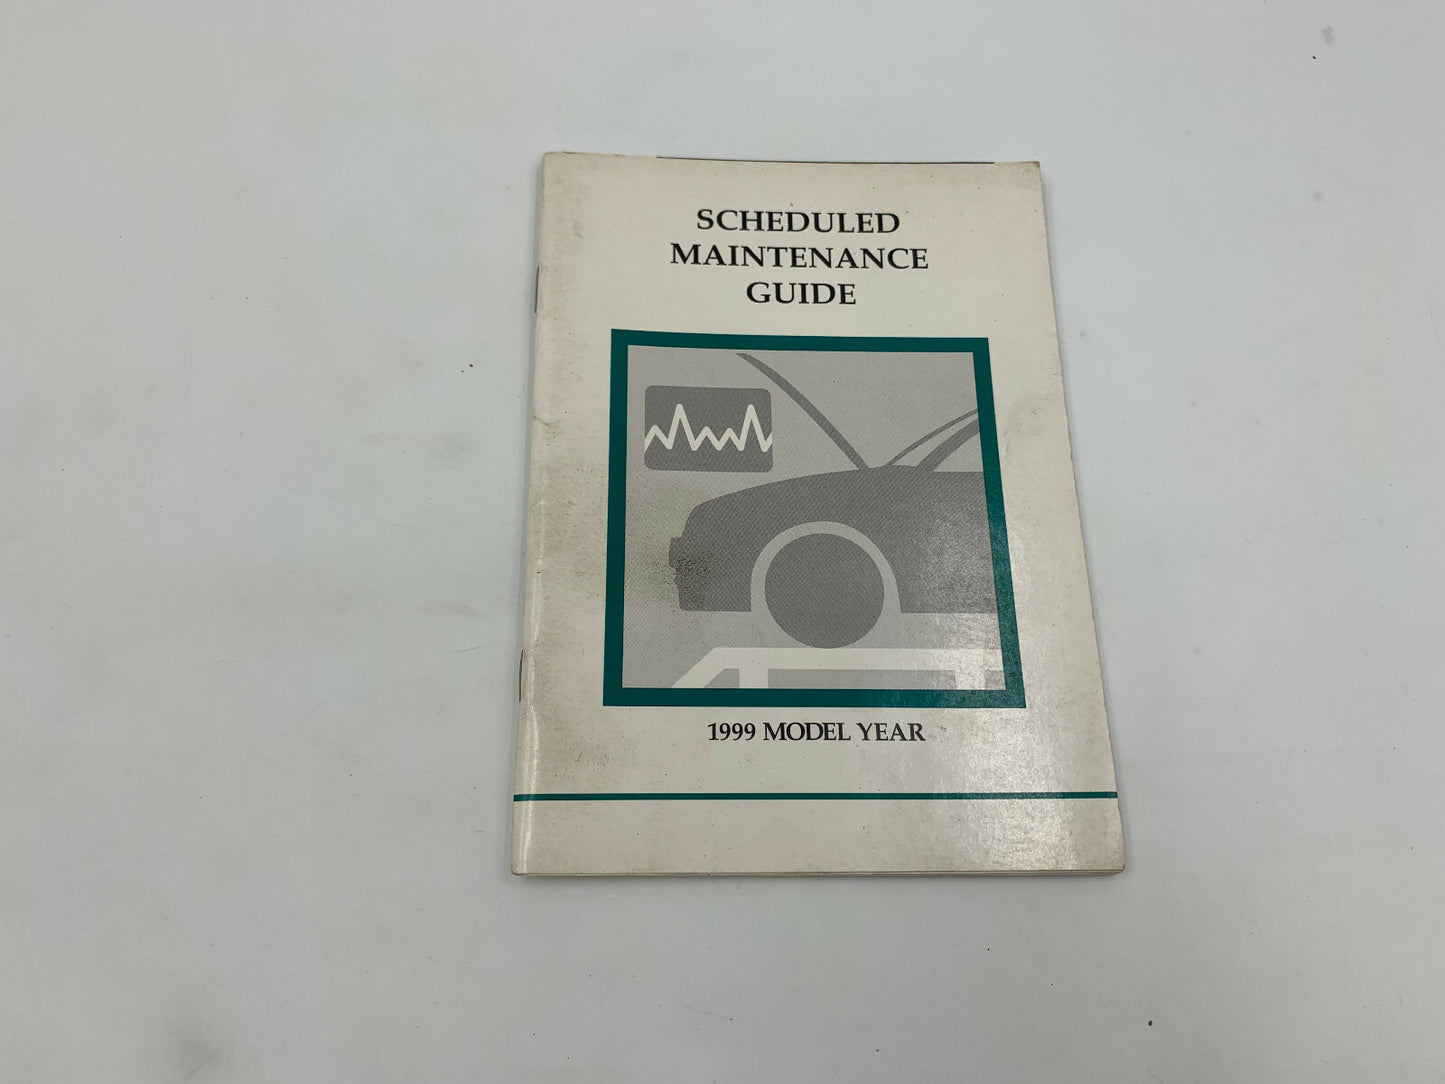 SCHEDULED
MAINTENANCE
GUIDE
1999 MODEL YEAR